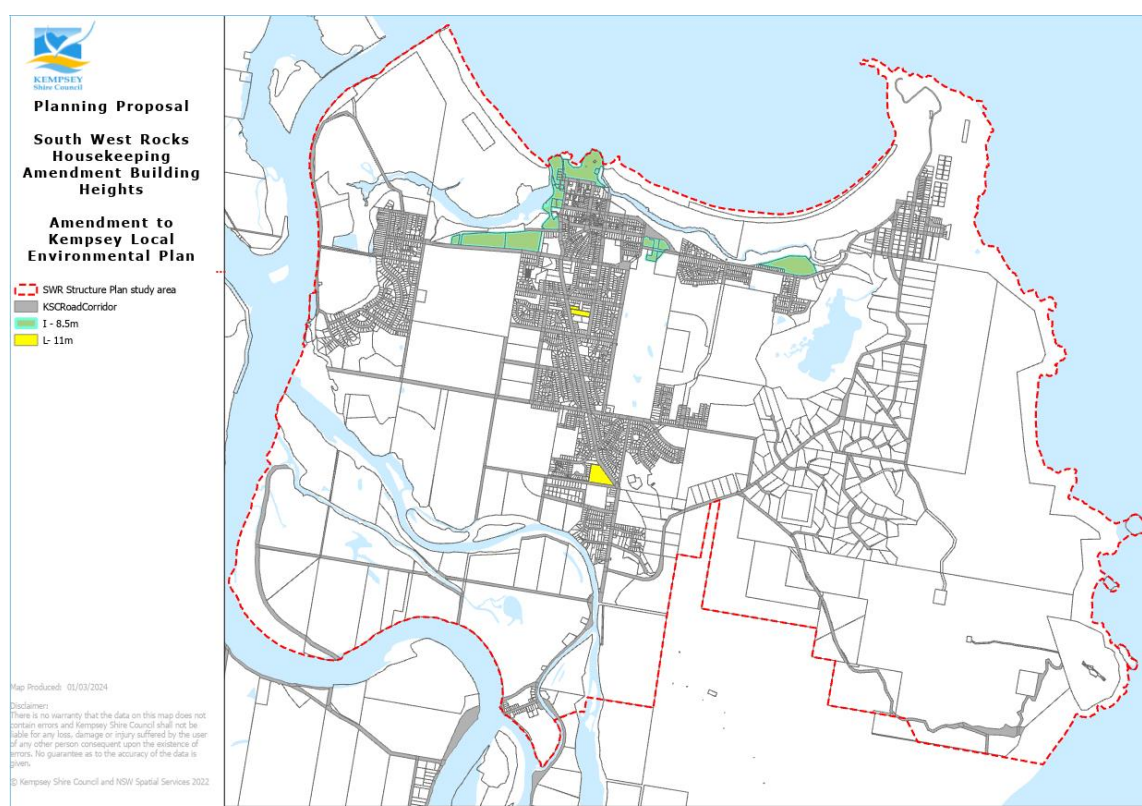 KEMPSEY
Shire Council
Planning Proposal
South West Rocks
Housekeeping
Amendment Building
Heights
Amendment to
Kempsey Local
Environmental Plan
SWR Structure Plan study area
KSCRoadCorridor
I - 8.5m
L- 11m
Map Produced: 01/03/2024
Disclaimer:
There is no warranty that the data on this map does not
contain errors and Kempsey Shire Council shall not be
liable for any loss, damage or injury suffered by the user
of any other person consequent upon the existence of
errors. No guarantee as to the accuracy of the data is
given.
© Kempsey Shire Council and NSW Spatial Services 2022